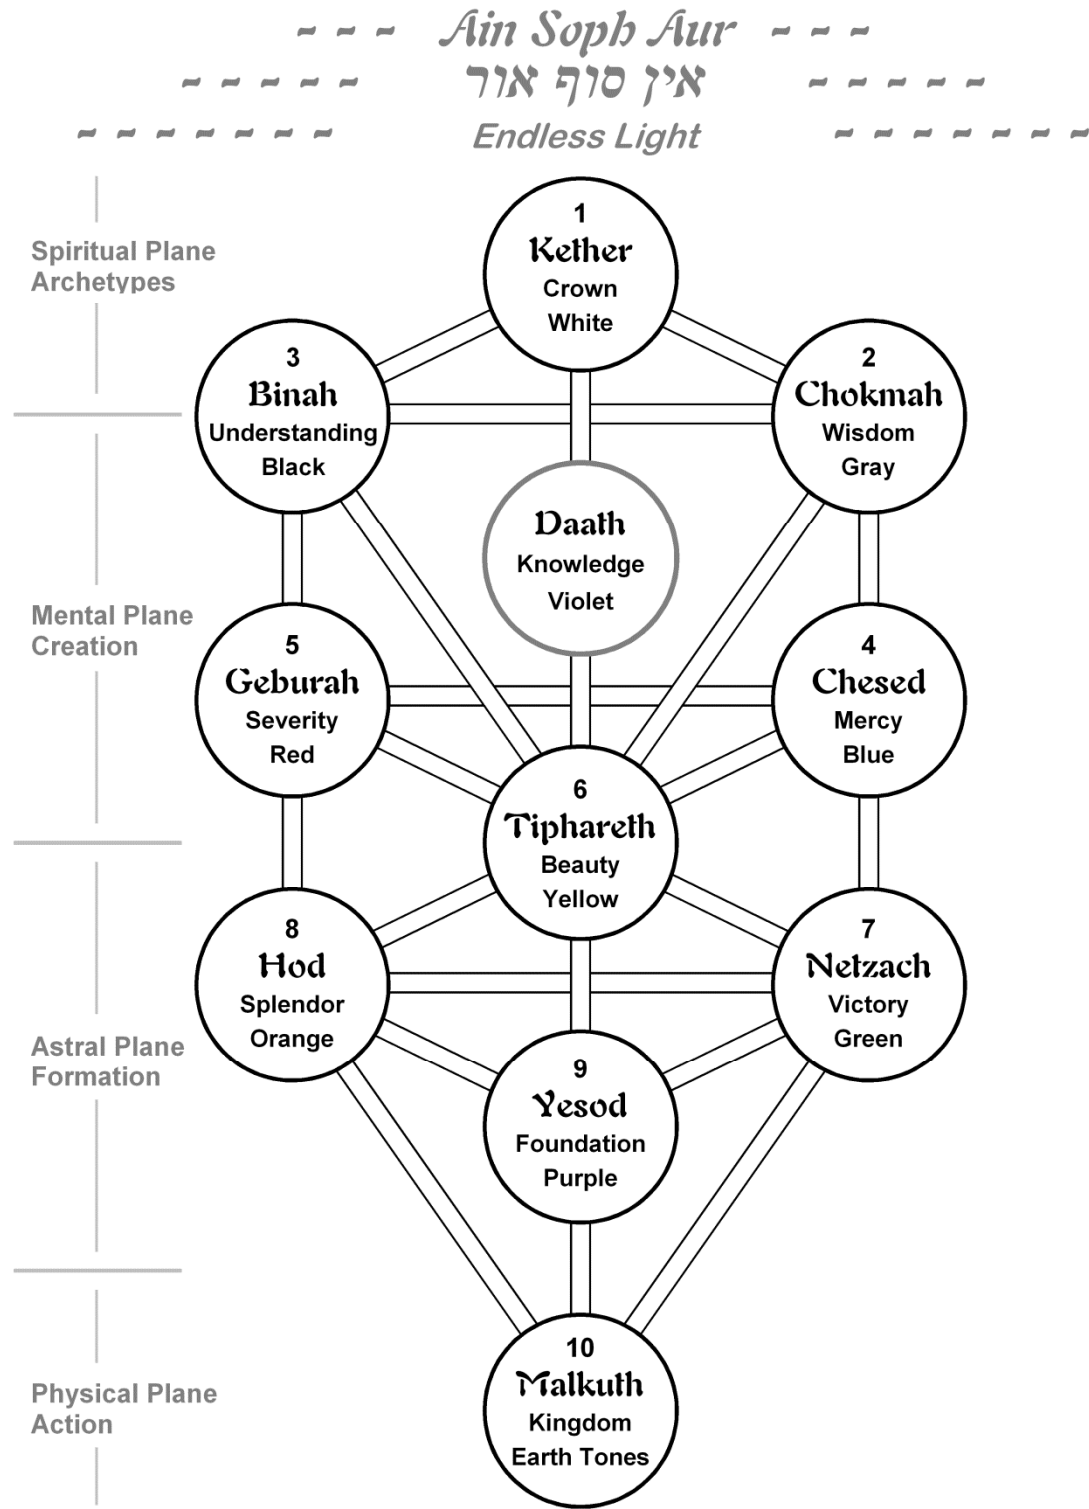 ~ ~ ~ Ain Soph Aur ~ ~ ~
~ ~ ~ ~ ~ אין סוף אור ~ ~ ~ ~ ~
~ ~ ~ ~ ~ ~ ~ Endless Light ~ ~ ~ ~ ~ ~ ~
Spiritual Plane
Archetypes
1
Kether
Crown
White
3
Binah
Understanding
Black
2
Chokmah
Wisdom
Gray
Daath
Knowledge
Violet
Mental Plane
Creation
5
Geburah
Severity
Red
4
Chesed
Mercy
Blue
6
Tiphareth
Beauty
Yellow
8
Hod
Splendor
Orange
7
Netzach
Victory
Green
Astral Plane
Formation
9
Yesod
Foundation
Purple
Physical Plane
Action
10
Malkuth
Kingdom
Earth Tones